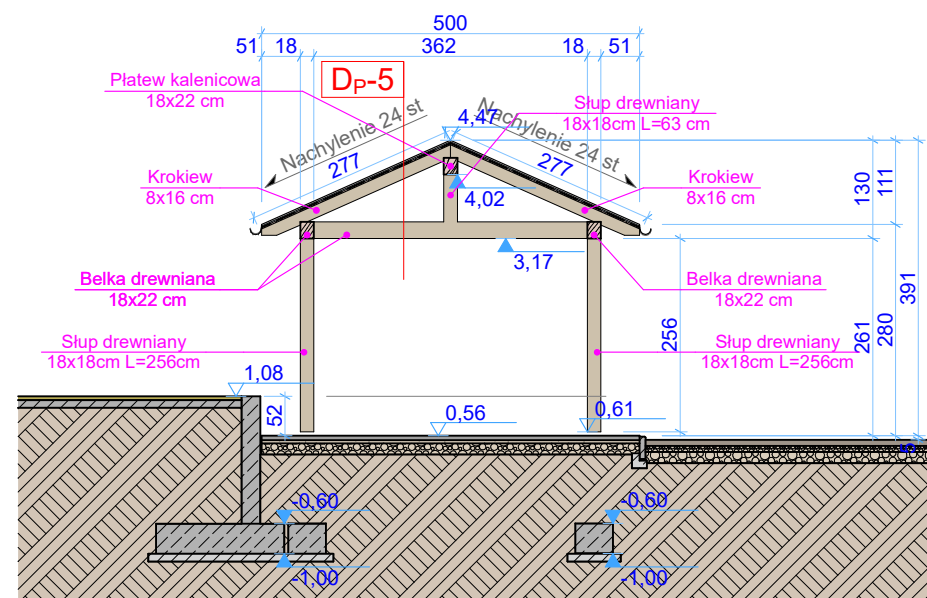 500
51 18 362 18 51
Płatew kalenicowa
18x22 cm
DP-5
Słup drewniany
18x18cm L=63 cm
4,47
Nachylenie 24 st
277
Nachylenie 24 st
277
Krokiew
8x16 cm
4,02
Krokiew
8x16 cm
130
111
3,17
Belka drewniana
18x22 cm
Belka drewniana
18x22 cm
391
256
261
280
Słup drewniany
18x18cm L=256cm
Słup drewniany
18x18cm L=256cm
1,08
52
0,56
0,61
5
-0,60
-0,60
-1,00
-1,00